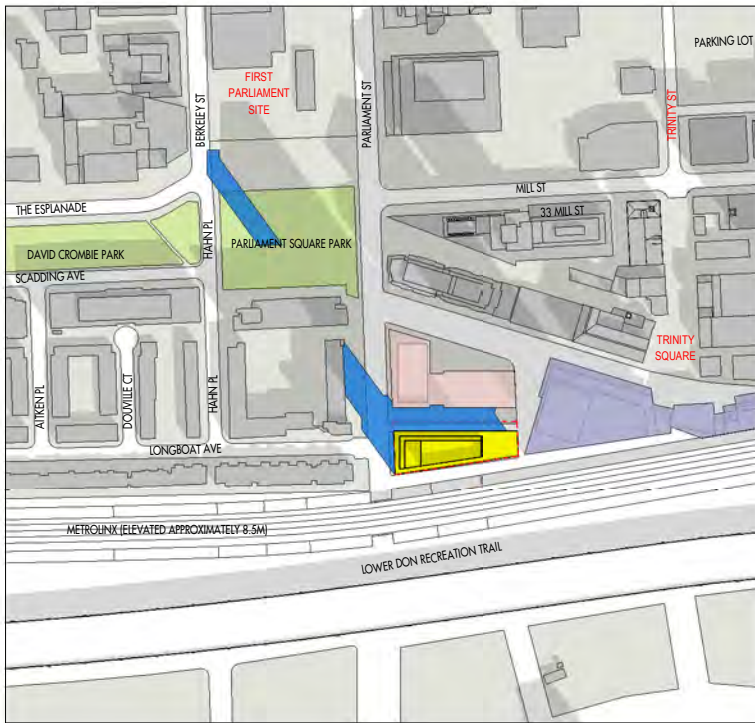 PARKING LOT
FIRST
PARLIAMENT
SITE
BERKELEY ST
PARLIAMENT ST
TRINITY ST
MILL ST
THE ESPLANADE
33 MILL ST
HAHN PL
PARLIAMENT SQUARE PARK
DAVID CROMBIE PARK
SCADDING AVE
TRINITY
SQUARE
AITKEN PL
DOUVILLE CT
HAHN PL
LONGBOAT AVE
METROLINX (ELEVATED APPROXIMATELY 8.5M)
LOWER DON RECREATION TRAIL